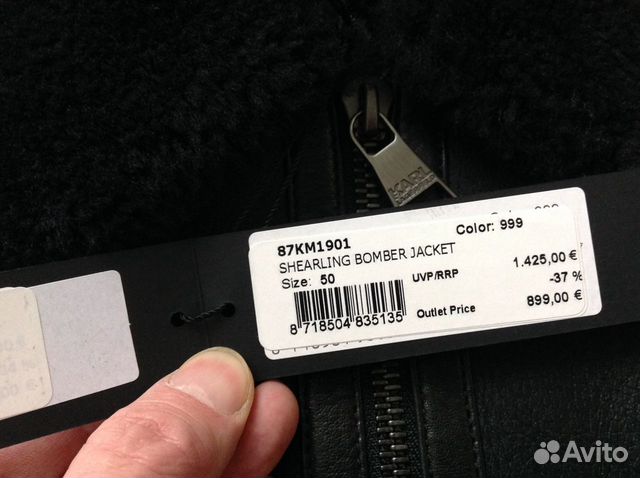 KARL
87KM1901
Color: 999
SHEARLING BOMBER JACKET
Size: 50
UVP/RRP
1.425,00 €
-37 %
Outlet Price
899,00 €
8 718504 835135
Avito